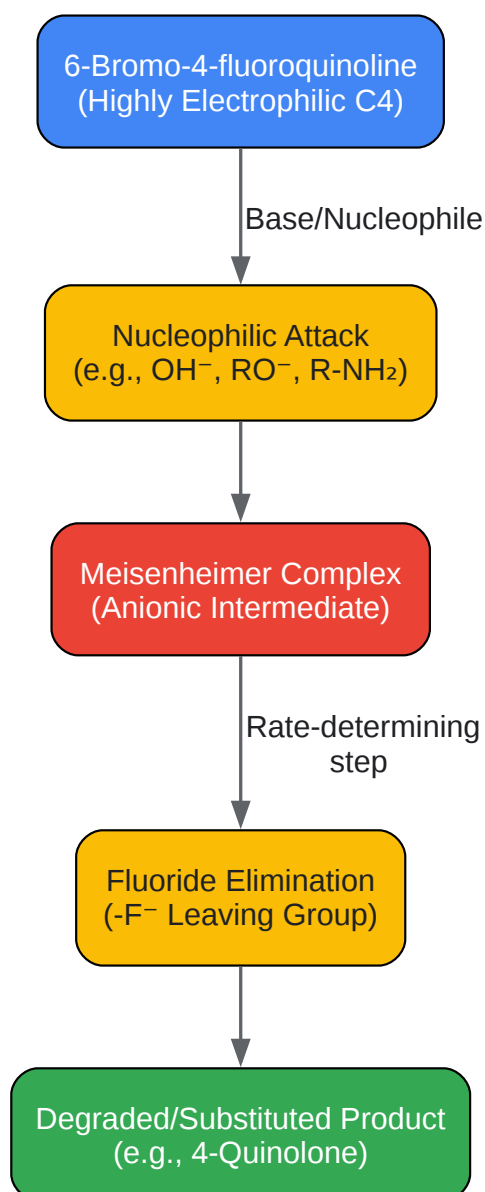 6-Bromo-4-fluoroquinoline
(Highly Electrophilic C4)
Base/Nucleophile
Nucleophilic Attack
(e.g., OH⁻, RO⁻, R-NH₂)
Meisenheimer Complex
(Anionic Intermediate)
Rate-determining
step
Fluoride Elimination
(-F⁻ Leaving Group)
Degraded/Substituted Product
(e.g., 4-Quinolone)